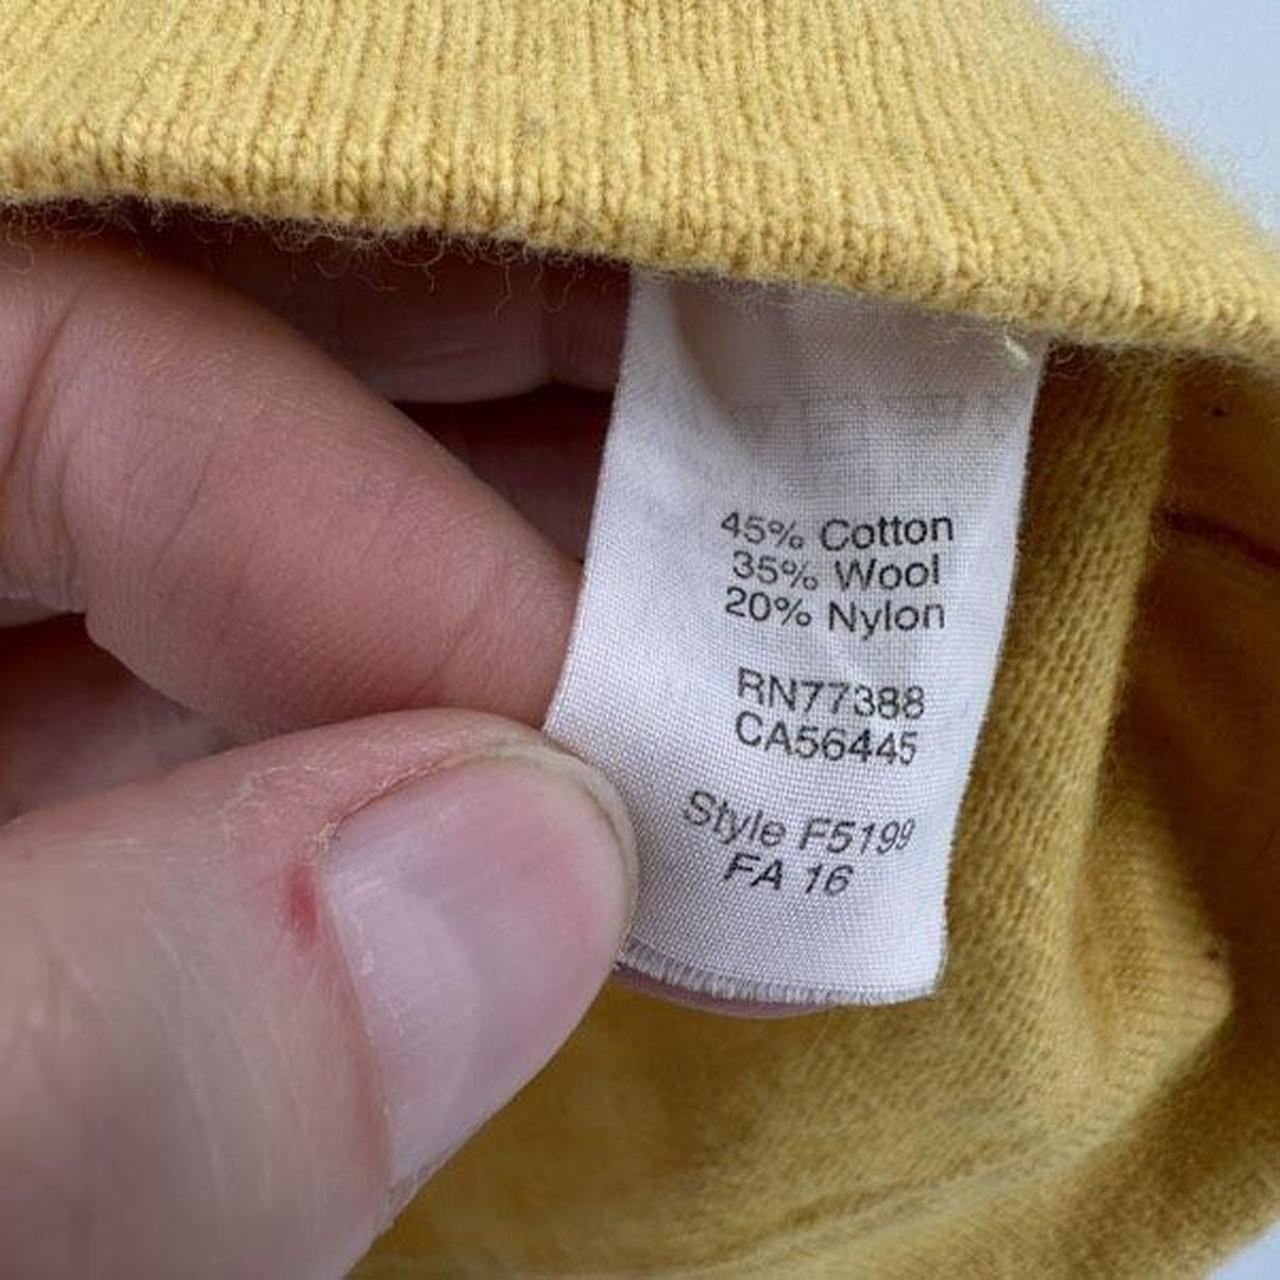 45% Cotton
35% Wool
20% Nylon
RN77388
CA56445
Style F5199
FA 16